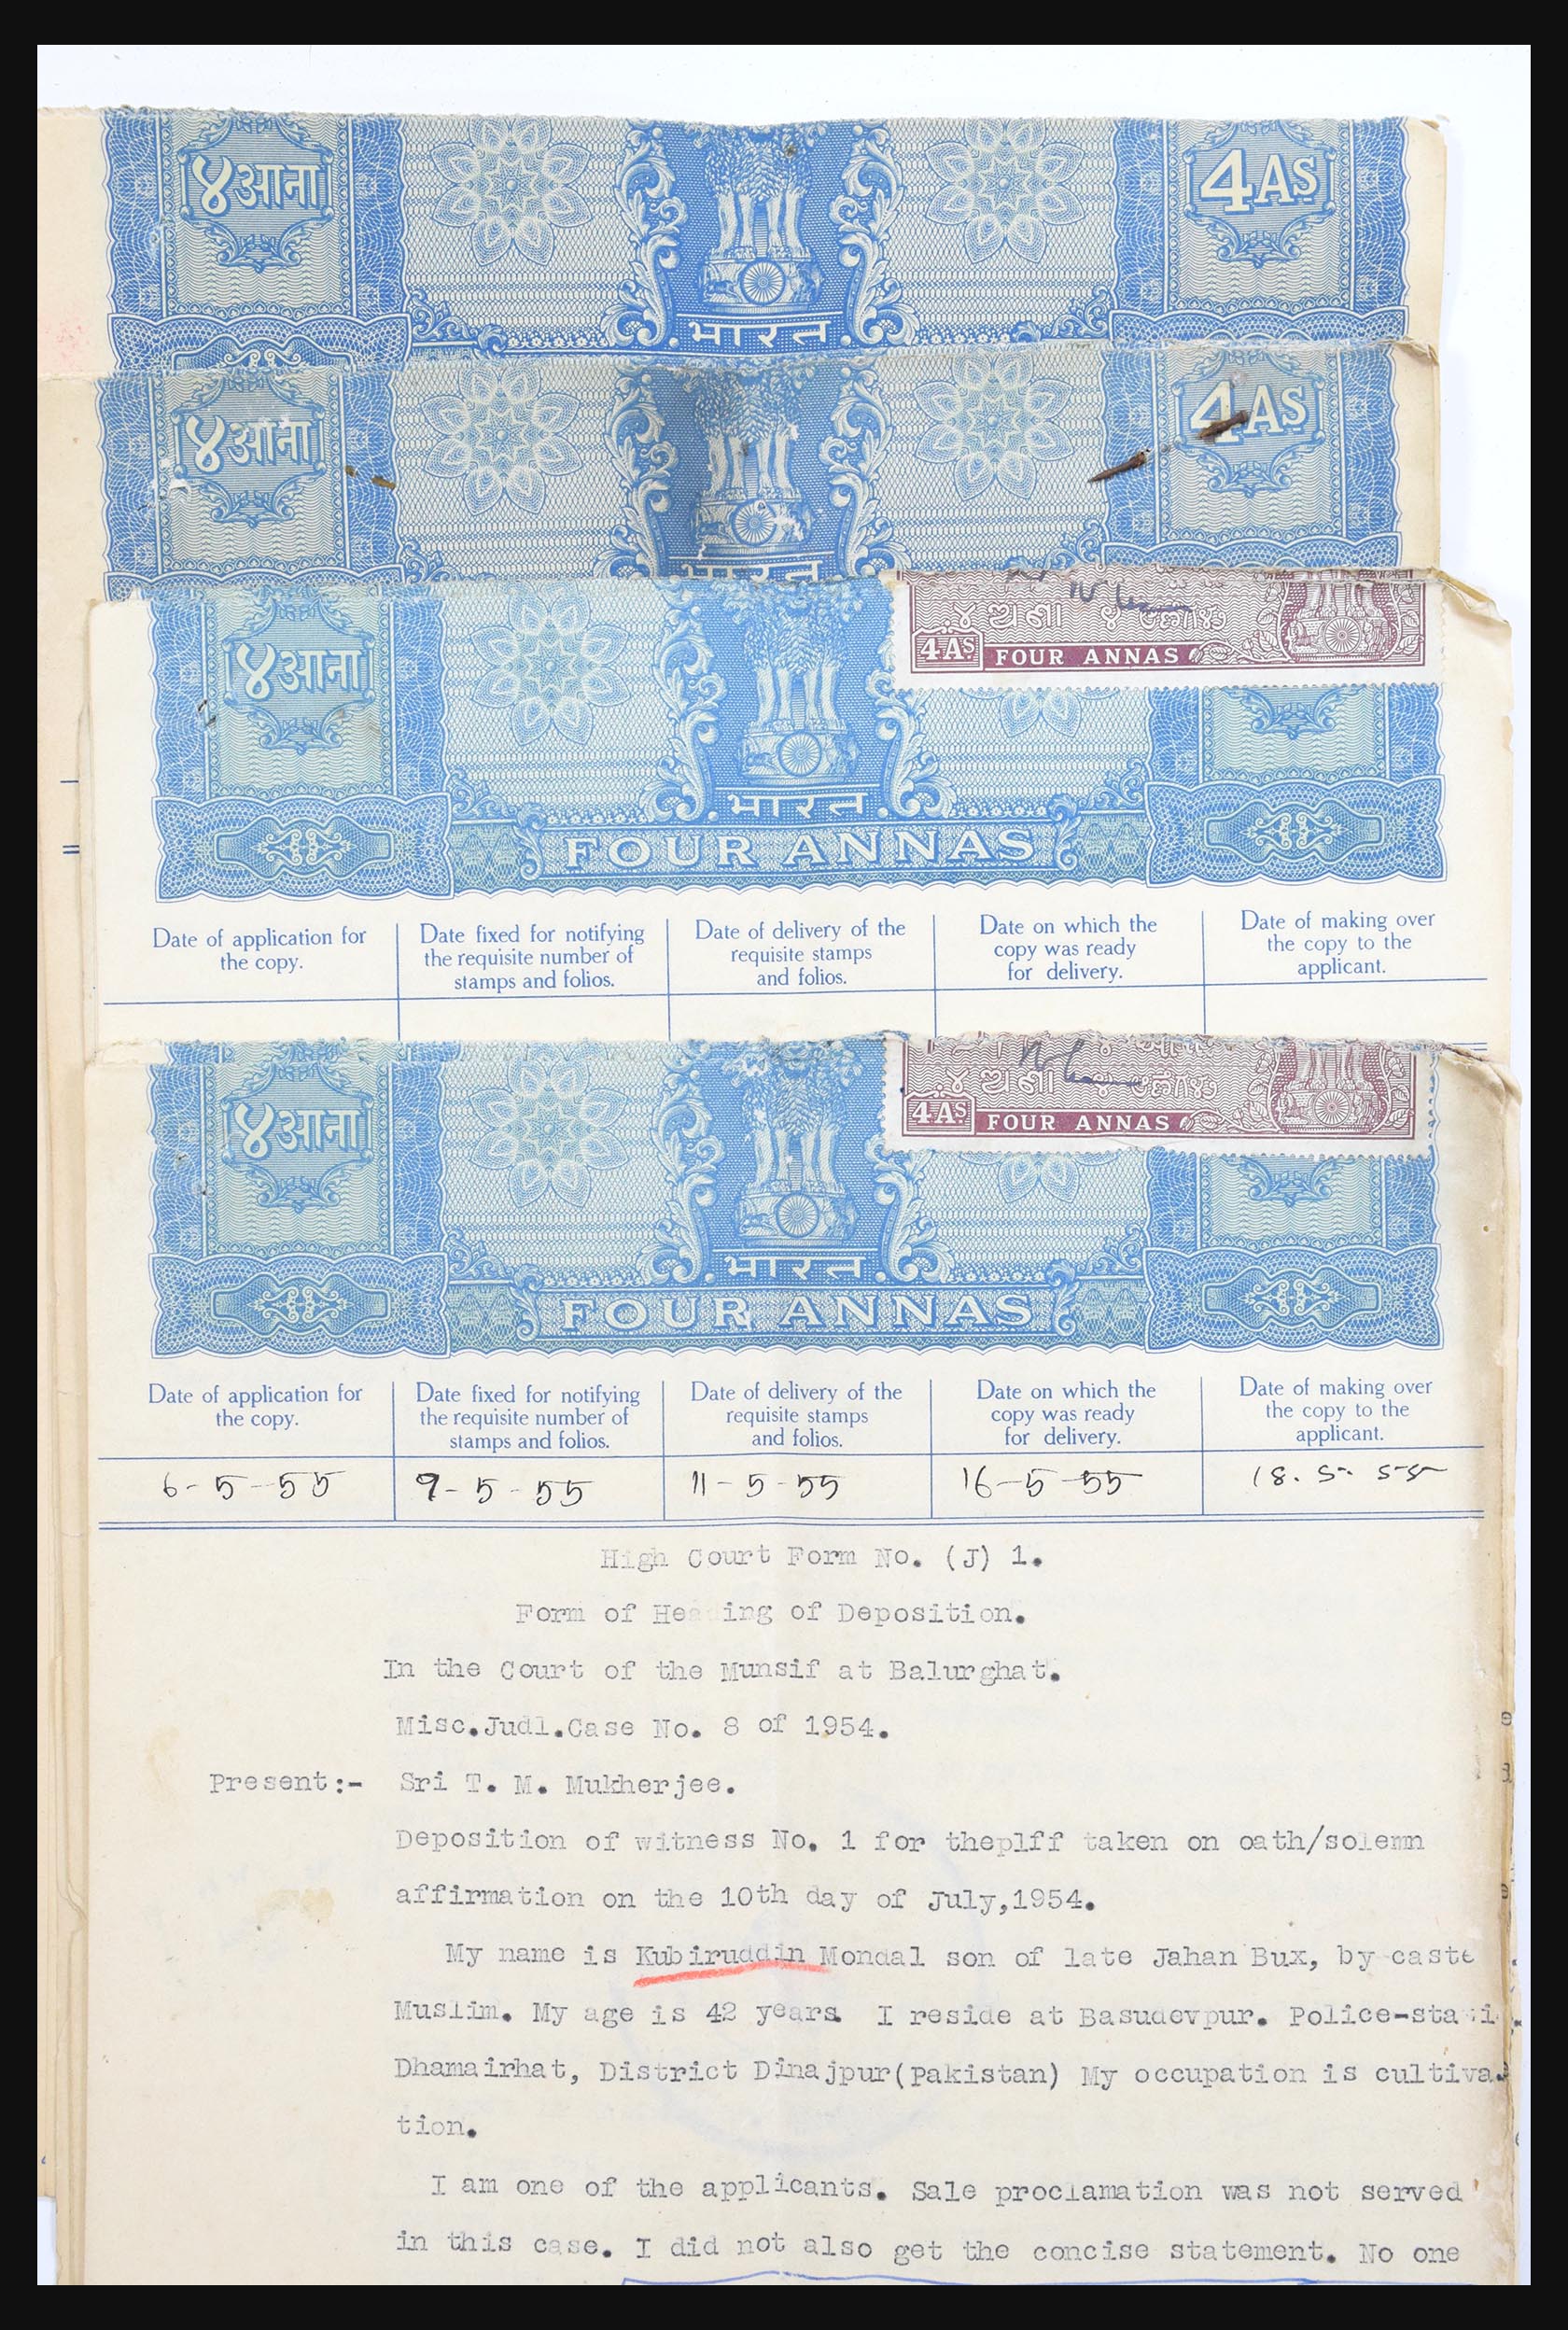 ४आना
4AS
भारत
४आना
4AS
भारत
४आना
4AS
FOUR ANNAS
भारत
FOUR ANNAS
Date of application for
the copy.
Date fixed for notifying
the requisite number of
stamps and folios.
Date of delivery of the
requisite stamps
and folios.
Date on which the
copy was ready
for delivery.
Date of making over
the copy to the
applicant.
४आना
4AS
FOUR ANNAS
भारत
FOUR ANNAS
Date of application for
the copy.
Date fixed for notifying
the requisite number of
stamps and folios.
Date of delivery of the
requisite stamps
and folios.
Date on which the
copy was ready
for delivery.
Date of making over
the copy to the
applicant.
6-5-55
9-5-55
11-5-55
16-5-55
18.5.55
High Court Form No. (J) 1.
Form of Heading of Deposition.
In the Court of the Munsif at Balurghat.
Misc.Judl.Case No. 8 of 1954.
Present:- Sri T. M. Mukherjee.
Deposition of witness No. 1 for theplff taken on oath/solemn
affirmation on the 10th day of July,1954.
My name is Kubiruddin Mondal son of late Jahan Bux, by caste
Muslim. My age is 42 years. I reside at Basudevpur. Police-stati
Dhamairhat, District Dinajpur(Pakistan) My occupation is cultiva-
tion.
I am one of the applicants. Sale proclamation was not served
in this case. I did not also get the concise statement. No one